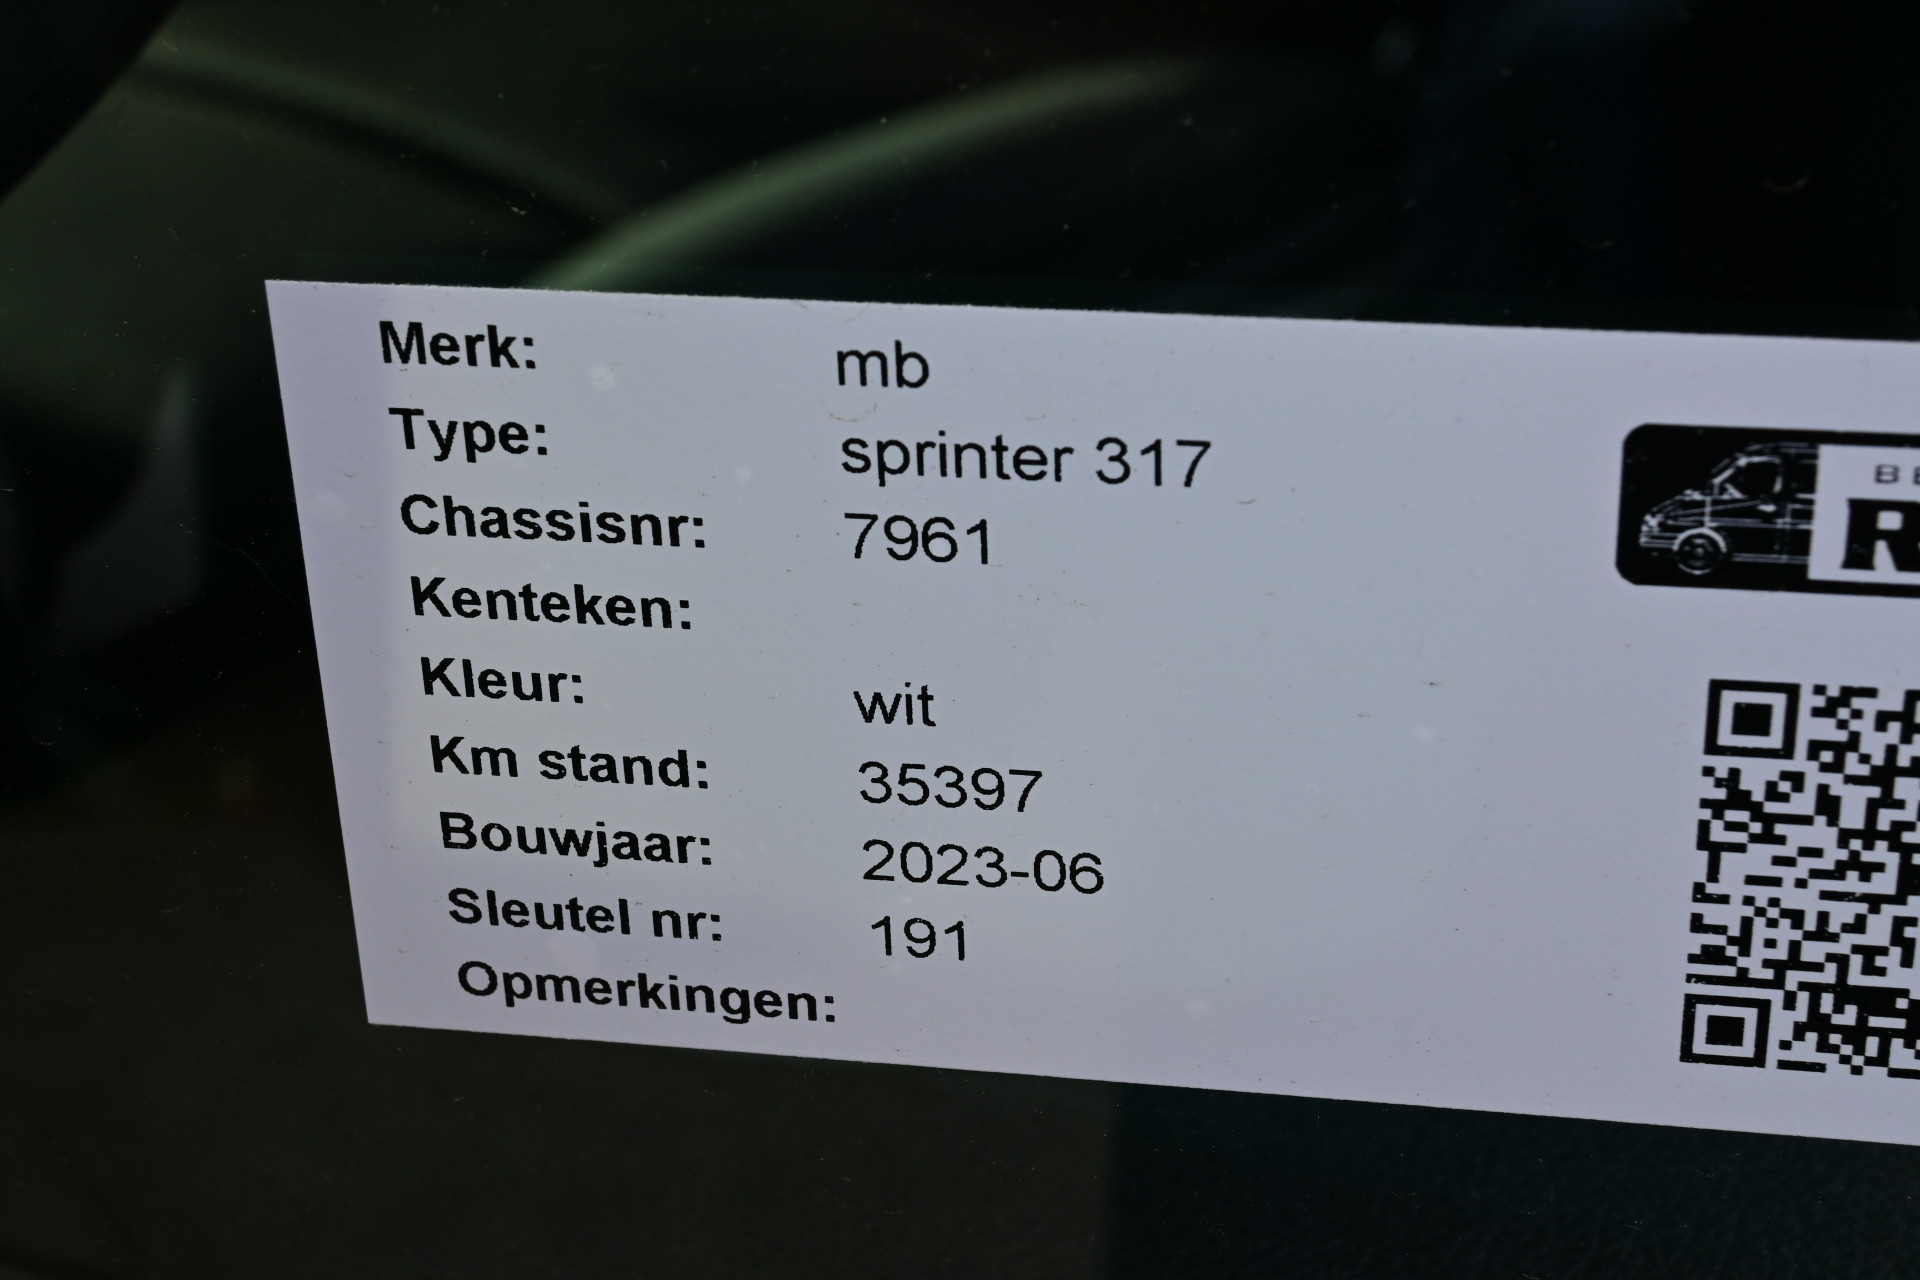 Merk: mb
Type: sprinter 317
Chassisnr: 7961
Kenteken:
Kleur: wit
Km stand: 35397
Bouwjaar: 2023-06
Sleutel nr: 191
Opmerkingen: